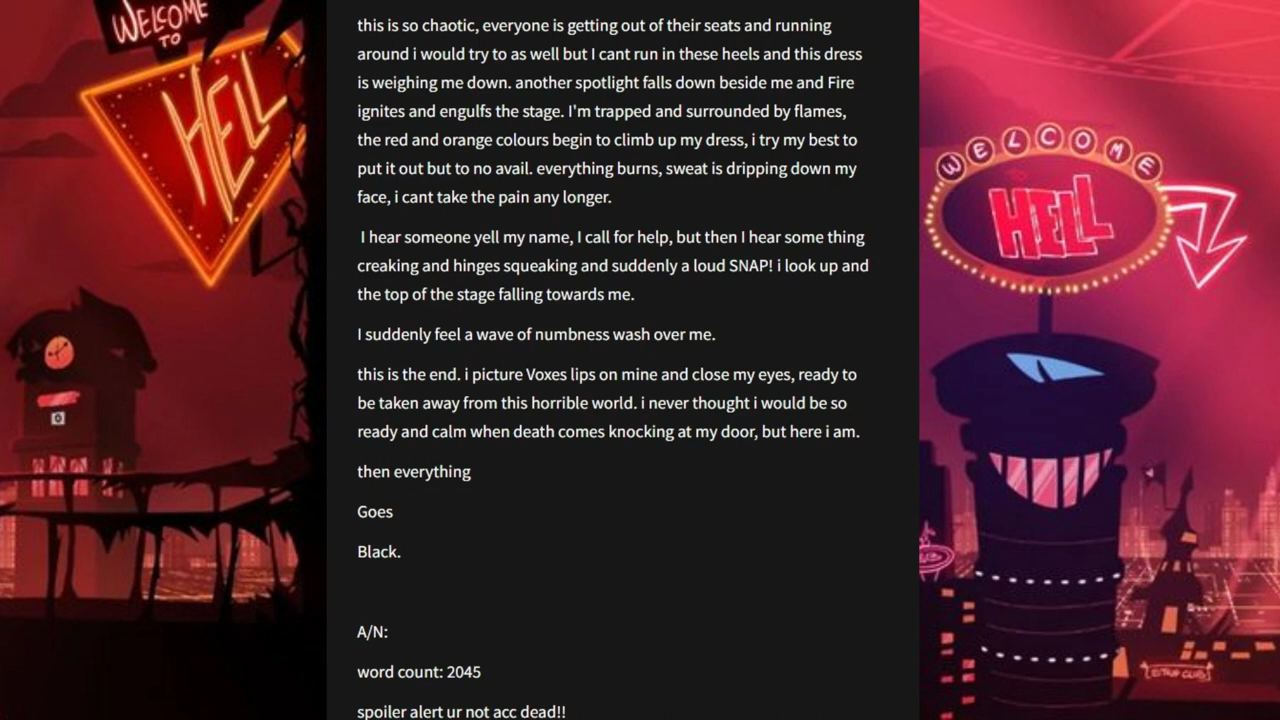 WELCOME
TO
HELL
this is so chaotic, everyone is getting out of their seats and running
around i would try to as well but I cant run in these heels and this dress
is weighing me down. another spotlight falls down beside me and Fire
ignites and engulfs the stage. I'm trapped and surrounded by flames,
the red and orange colours begin to climb up my dress, i try my best to
put it out but to no avail. everything burns, sweat is dripping down my
face, i cant take the pain any longer.
I hear someone yell my name, I call for help, but then I hear some thing
creaking and hinges squeaking and suddenly a loud SNAP! i look up and
the top of the stage falling towards me.
I suddenly feel a wave of numbness wash over me.
this is the end. i picture Voxes lips on mine and close my eyes, ready to
be taken away from this horrible world. i never thought i would be so
ready and calm when death comes knocking at my door, but here i am.
then everything
Goes
Black.
A/N:
word count: 2045
spoiler alert ur not acc dead!!
WELCOME
HELL